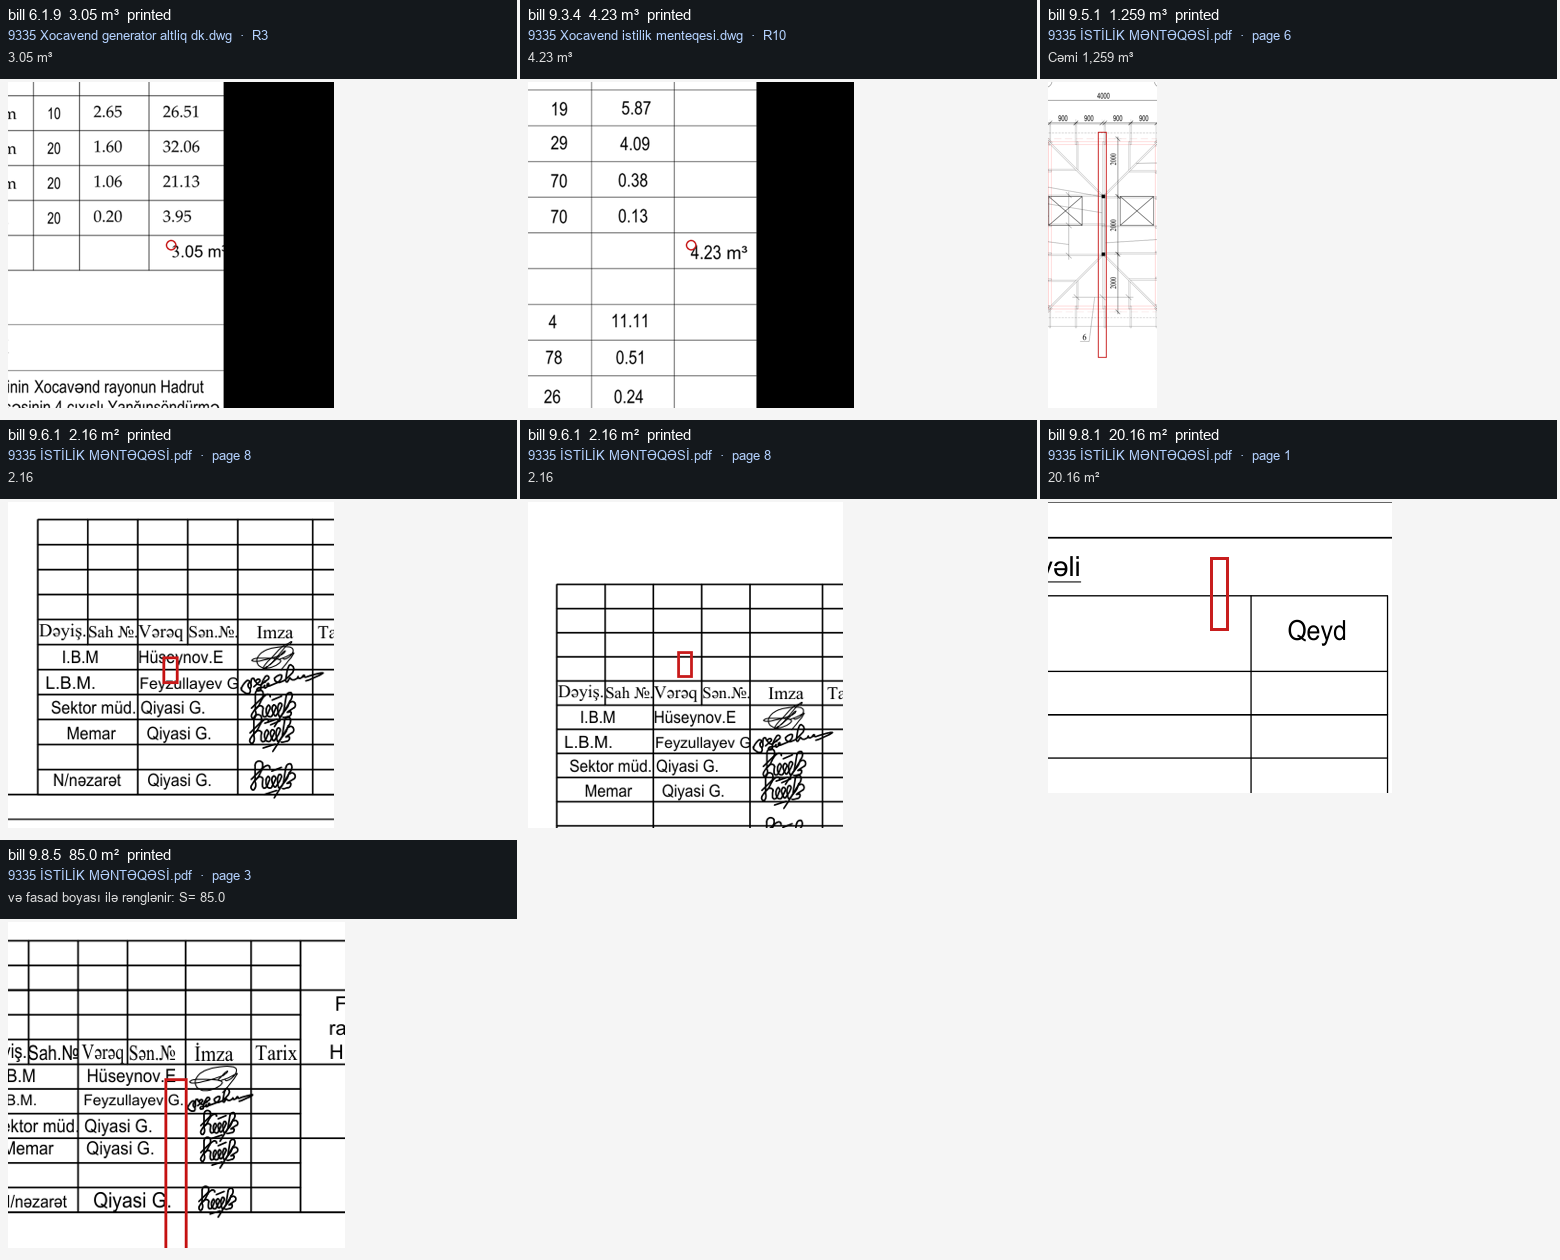 bill 6.1.9  3.05 m³  printed
9335 Xocavend generator altliq dk.dwg  ·  R3
3.05 m³
m 10 2.65 26.51
m 20 1.60 32.06
m 20 1.06 21.13
20 0.20 3.95
3.05 m³
inin Xocavənd rayonun Hadrut
bill 9.3.4  4.23 m³  printed
9335 Xocavend istilik menteqesi.dwg  ·  R10
4.23 m³
19 5.87
29 4.09
70 0.38
70 0.13
4.23 m³
4 11.11
78 0.51
26 0.24
bill 9.5.1  1.259 m³  printed
9335 İSTİLİK MƏNTƏQƏSİ.pdf  ·  page 6
Cəmi 1,259 m³
4000
900 900 900 900
2000
2000
2000
6
bill 9.6.1  2.16 m²  printed
9335 İSTİLİK MƏNTƏQƏSİ.pdf  ·  page 8
2.16
Dəyiş. Sah №. Vərəq Sən.№. Imza Ta
I.B.M Hüseynov.E
L.B.M. Feyzullayev G
Sektor müd. Qiyasi G.
Memar Qiyasi G.
N/nəzarət Qiyasi G.
bill 9.6.1  2.16 m²  printed
9335 İSTİLİK MƏNTƏQƏSİ.pdf  ·  page 8
2.16
Dəyiş. Sah №. Vərəq Sən.№. Imza Ta
I.B.M Hüseynov.E
L.B.M. Feyzullayev G
Sektor müd. Qiyasi G.
Memar Qiyasi G.
bill 9.8.1  20.16 m²  printed
9335 İSTİLİK MƏNTƏQƏSİ.pdf  ·  page 1
20.16 m²
vəli
Qeyd
bill 9.8.5  85.0 m²  printed
9335 İSTİLİK MƏNTƏQƏSİ.pdf  ·  page 3
və fasad boyası ilə rənglənir: S= 85.0
F
ra
H
yiş. Sah.№ Vərəq Sən.№ İmza Tarix
B.M Hüseynov.E
B.M. Feyzullayev G.
ektor müd. Qiyasi G.
Memar Qiyasi G.
l/nəzarət Qiyasi G.